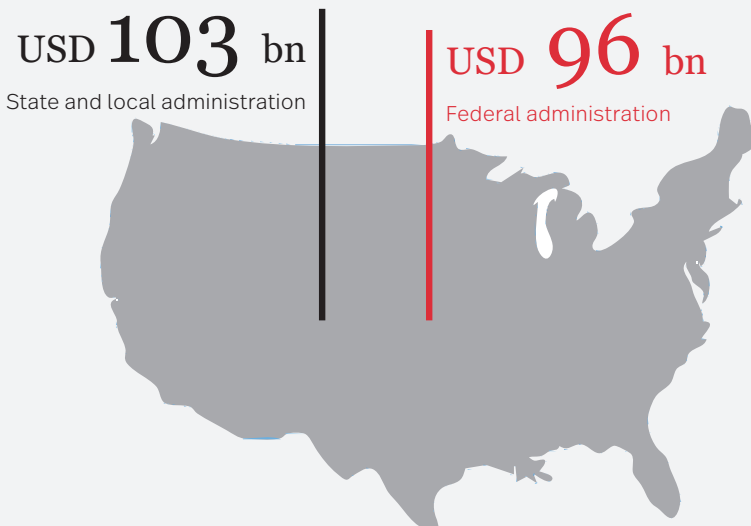 USD 103 bn
State and local administration
USD 96 bn
Federal administration